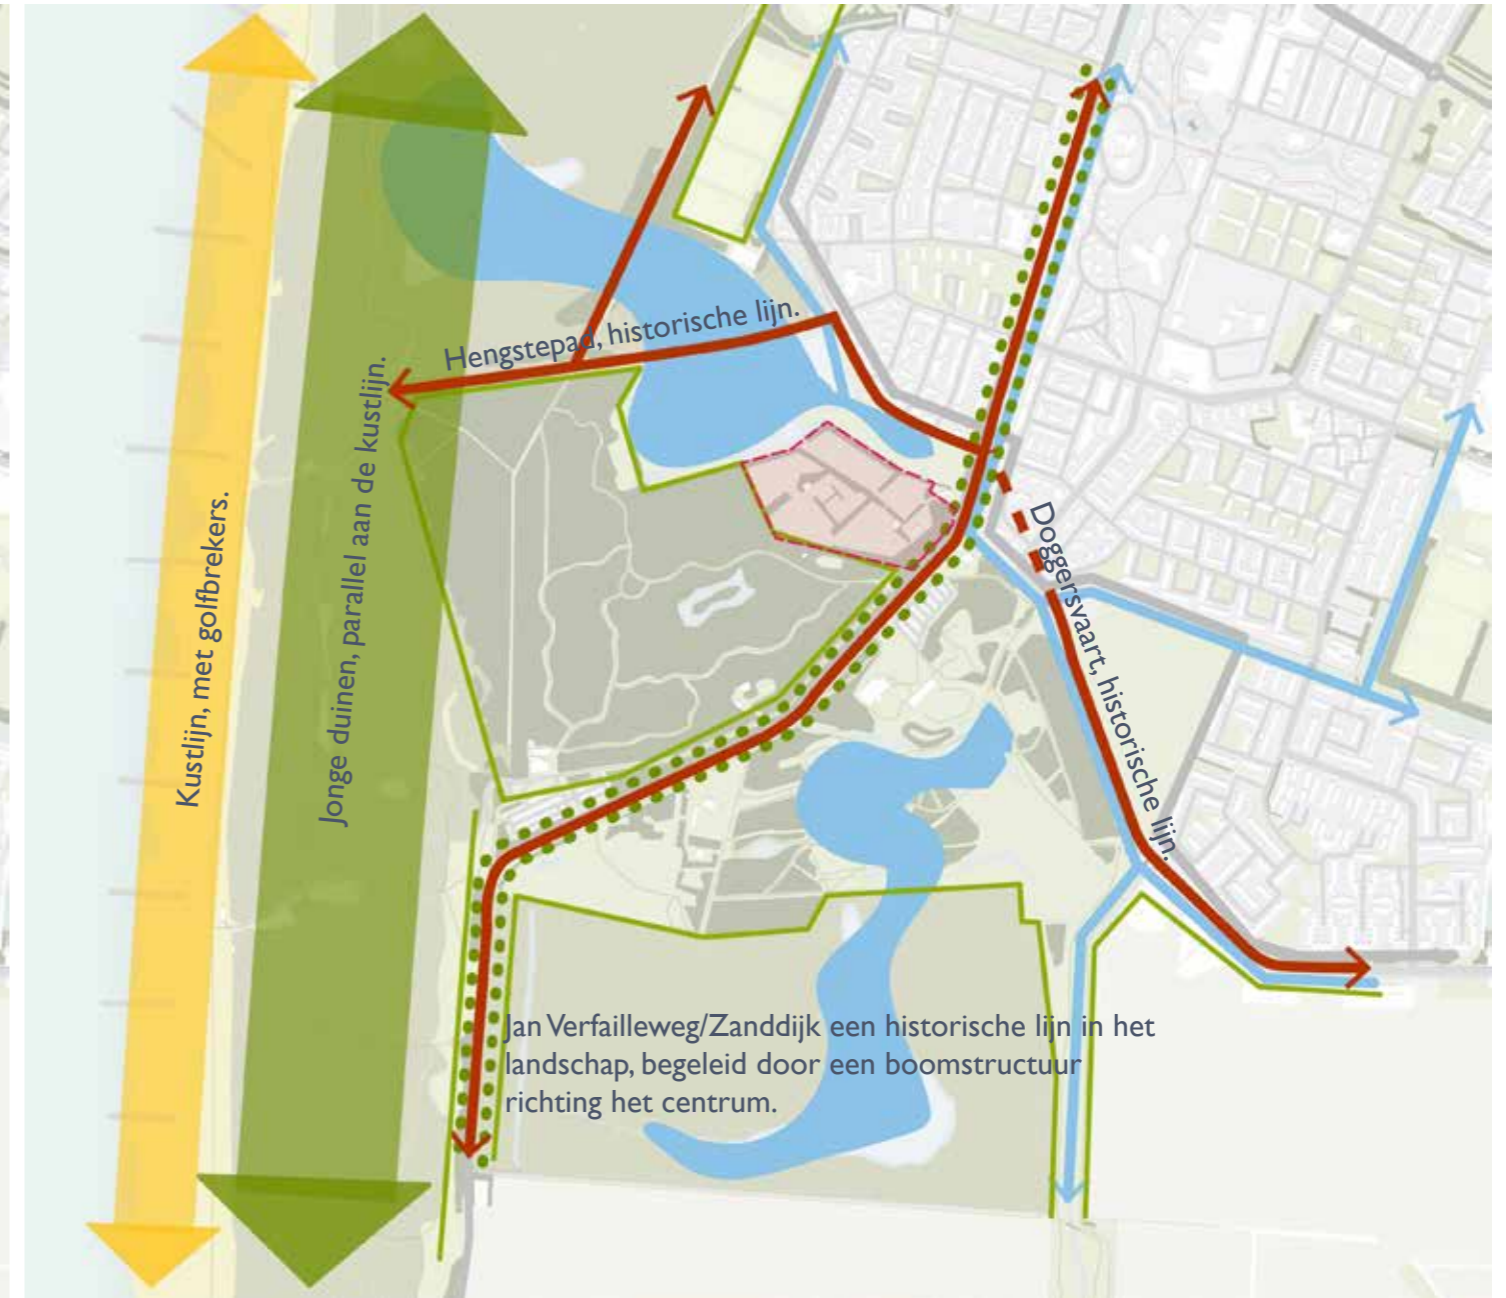 Kustlijn, met golfbrekers.
Jonge duinen, parallel aan de kustlijn.
Hengstepad, historische lijn.
Doggersvaart, historische lijn.
Jan Verfailleweg/Zanddijk een historische lijn in het
landschap, begeleid door een boomstructuur
richting het centrum.